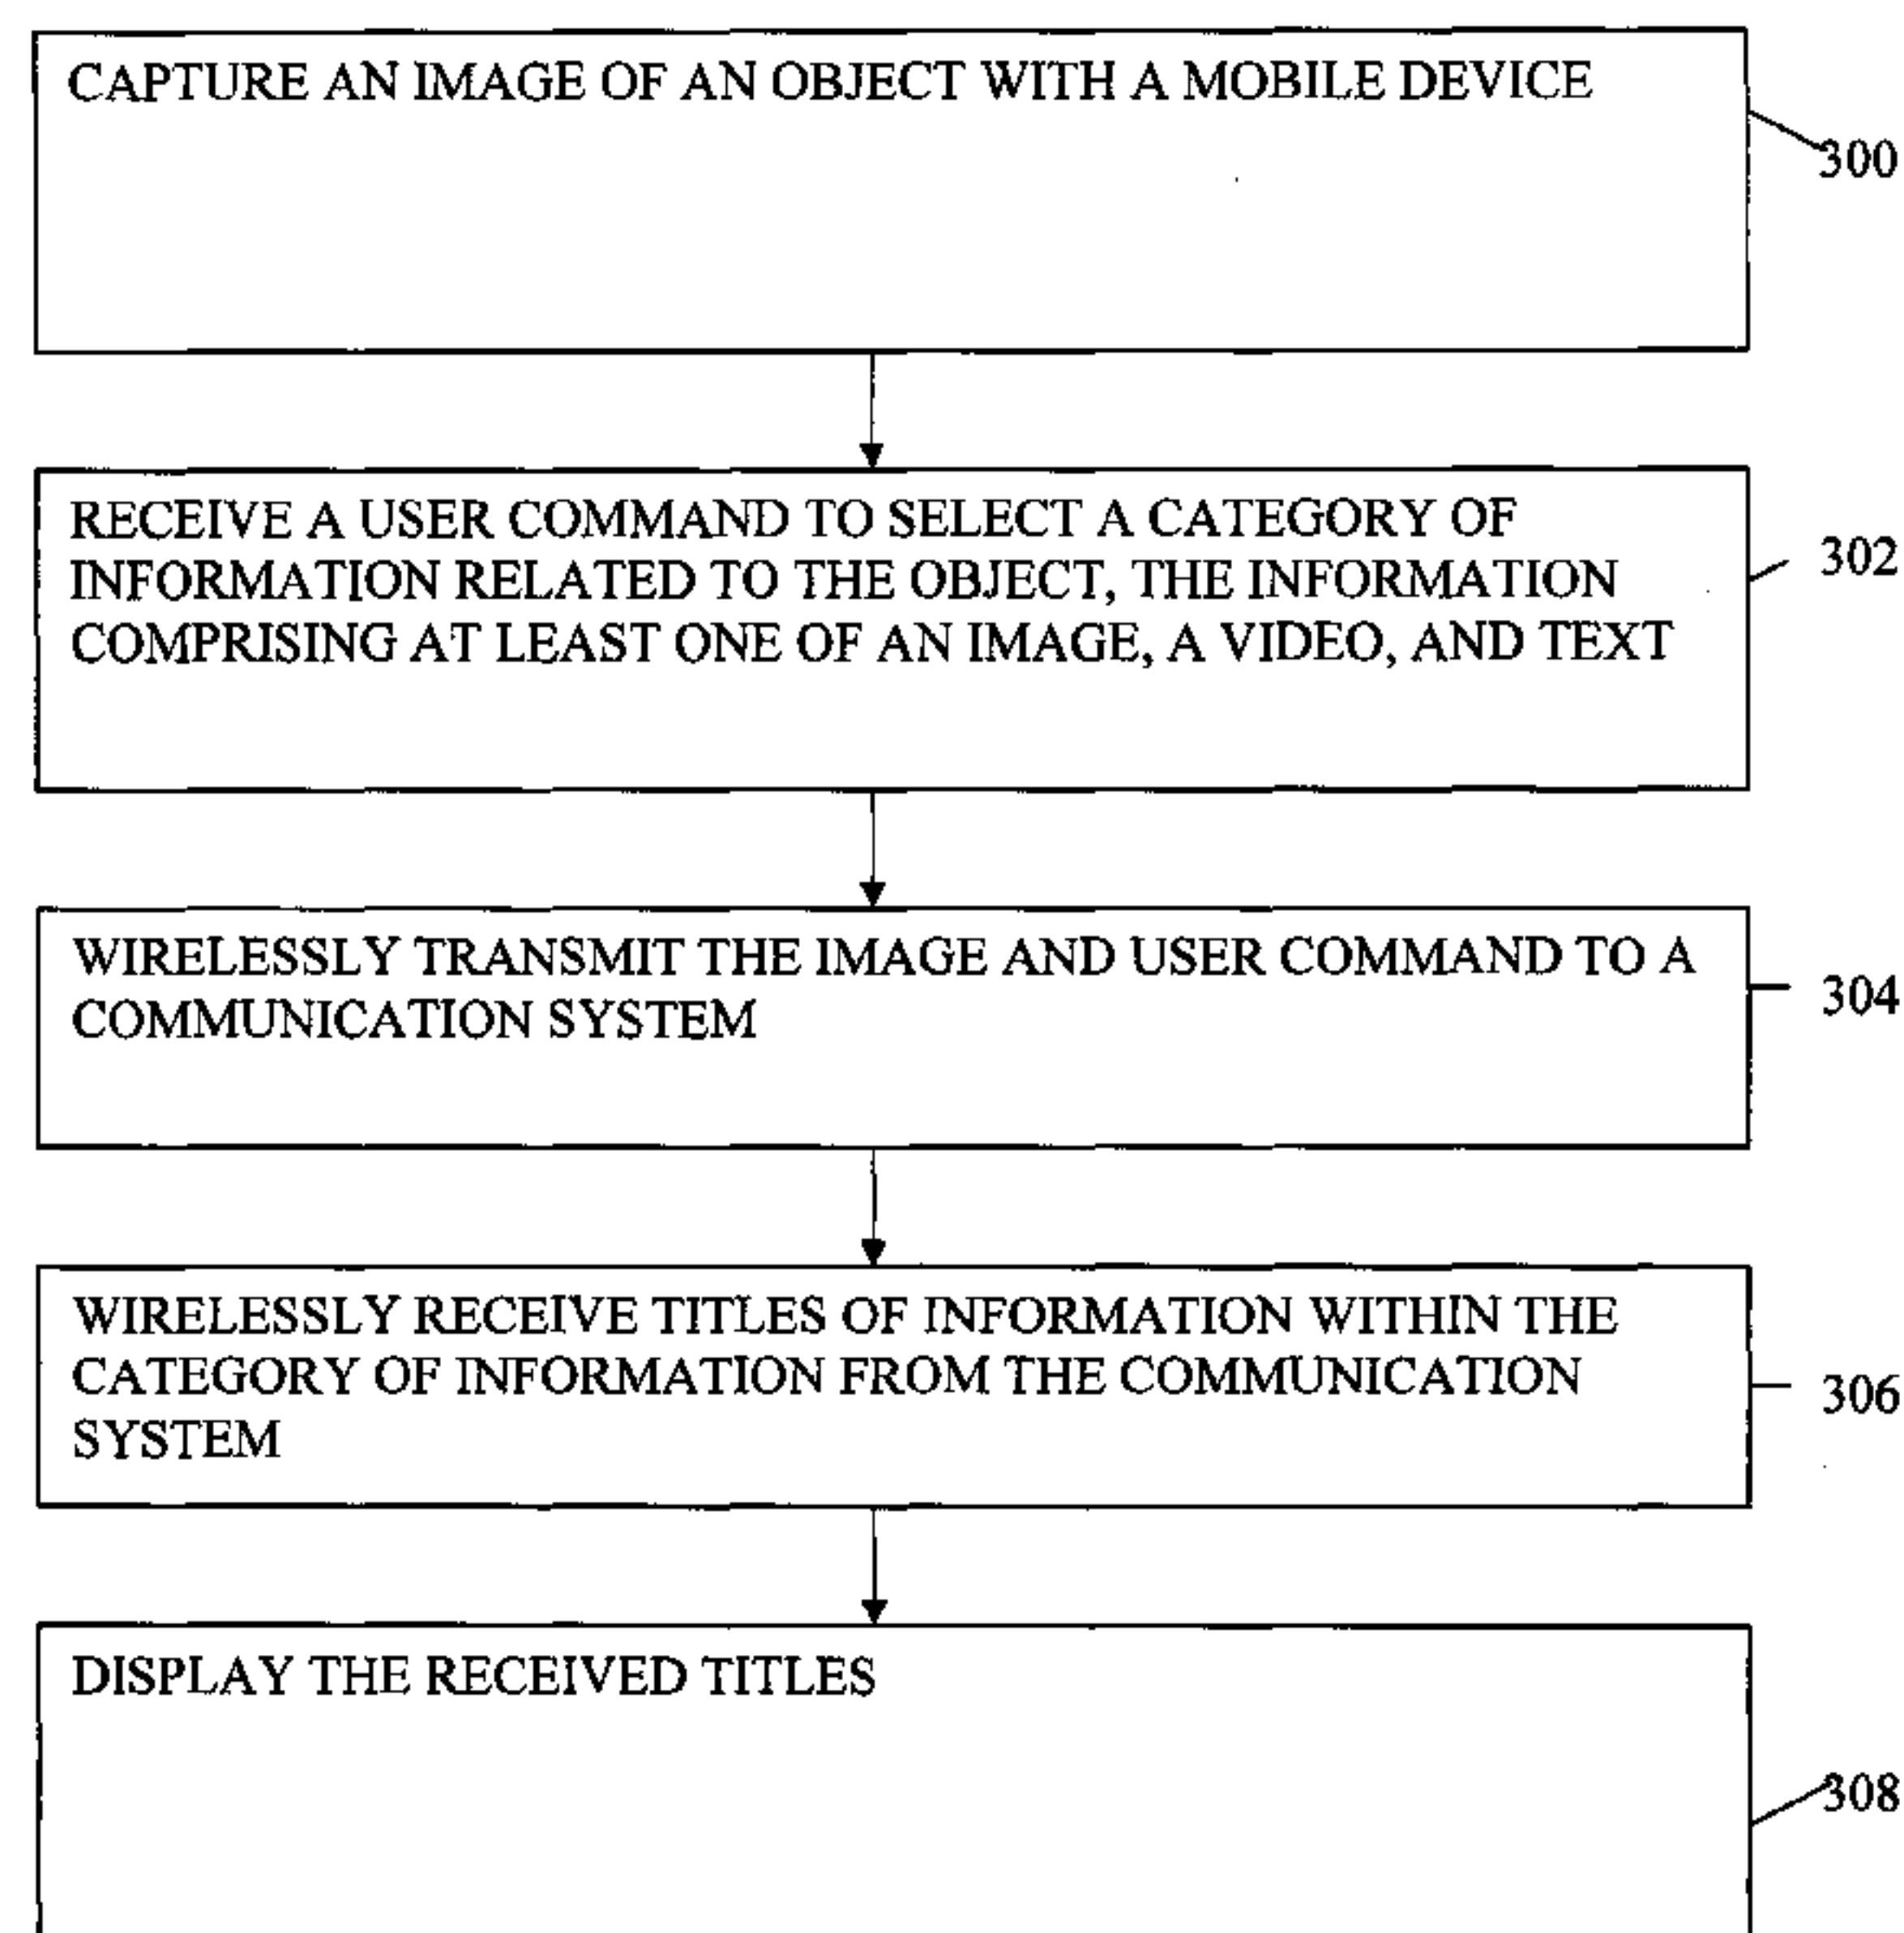 CAPTURE AN IMAGE OF AN OBJECT WITH A MOBILE DEVICE
300
RECEIVE A USER COMMAND TO SELECT A CATEGORY OF
INFORMATION RELATED TO THE OBJECT, THE INFORMATION
COMPRISING AT LEAST ONE OF AN IMAGE, A VIDEO, AND TEXT
302
WIRELESSLY TRANSMIT THE IMAGE AND USER COMMAND TO A
COMMUNICATION SYSTEM
304
WIRELESSLY RECEIVE TITLES OF INFORMATION WITHIN THE
CATEGORY OF INFORMATION FROM THE COMMUNICATION
SYSTEM
306
DISPLAY THE RECEIVED TITLES
308